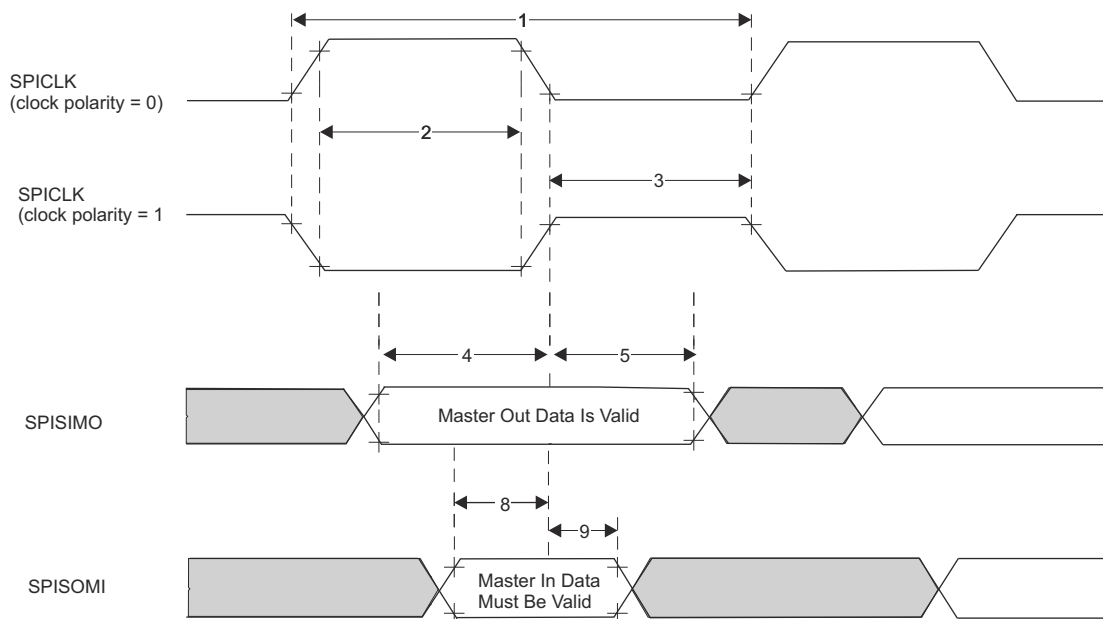 1
SPICLK
(clock polarity = 0)
2
3
SPICLK
(clock polarity = 1
4
5
SPISIMO
Master Out Data Is Valid
8
9
SPISOMI
Master In Data
Must Be Valid